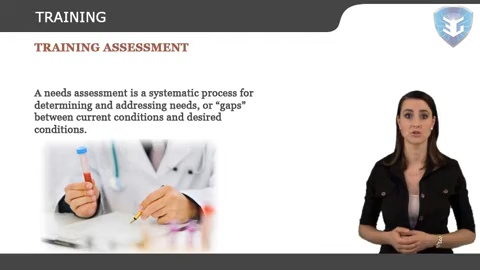 TRAINING
TRAINING ASSESSMENT
A needs assessment is a systematic process for
determining and addressing needs, or “gaps”
between current conditions and desired
conditions.